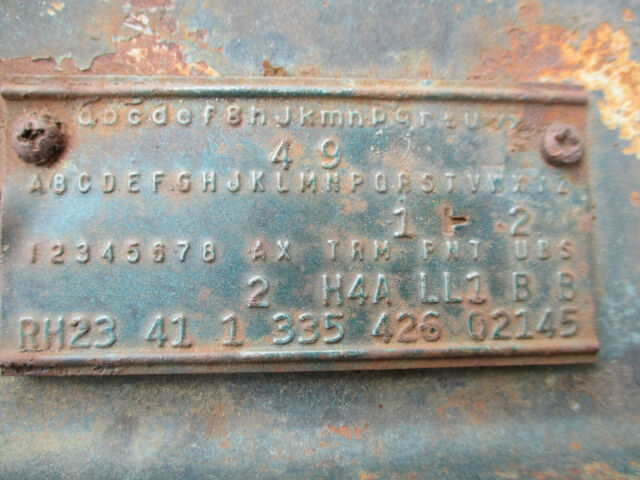 abcdefghJkmnpqrtuwy
4 9
ABCDEFGHJKLMNPQRSTVWXYZ
1 - 2
12345678 AX TRM PNT UBS
2 H4A LL1 B B
RH23 41 1 335 426 02145